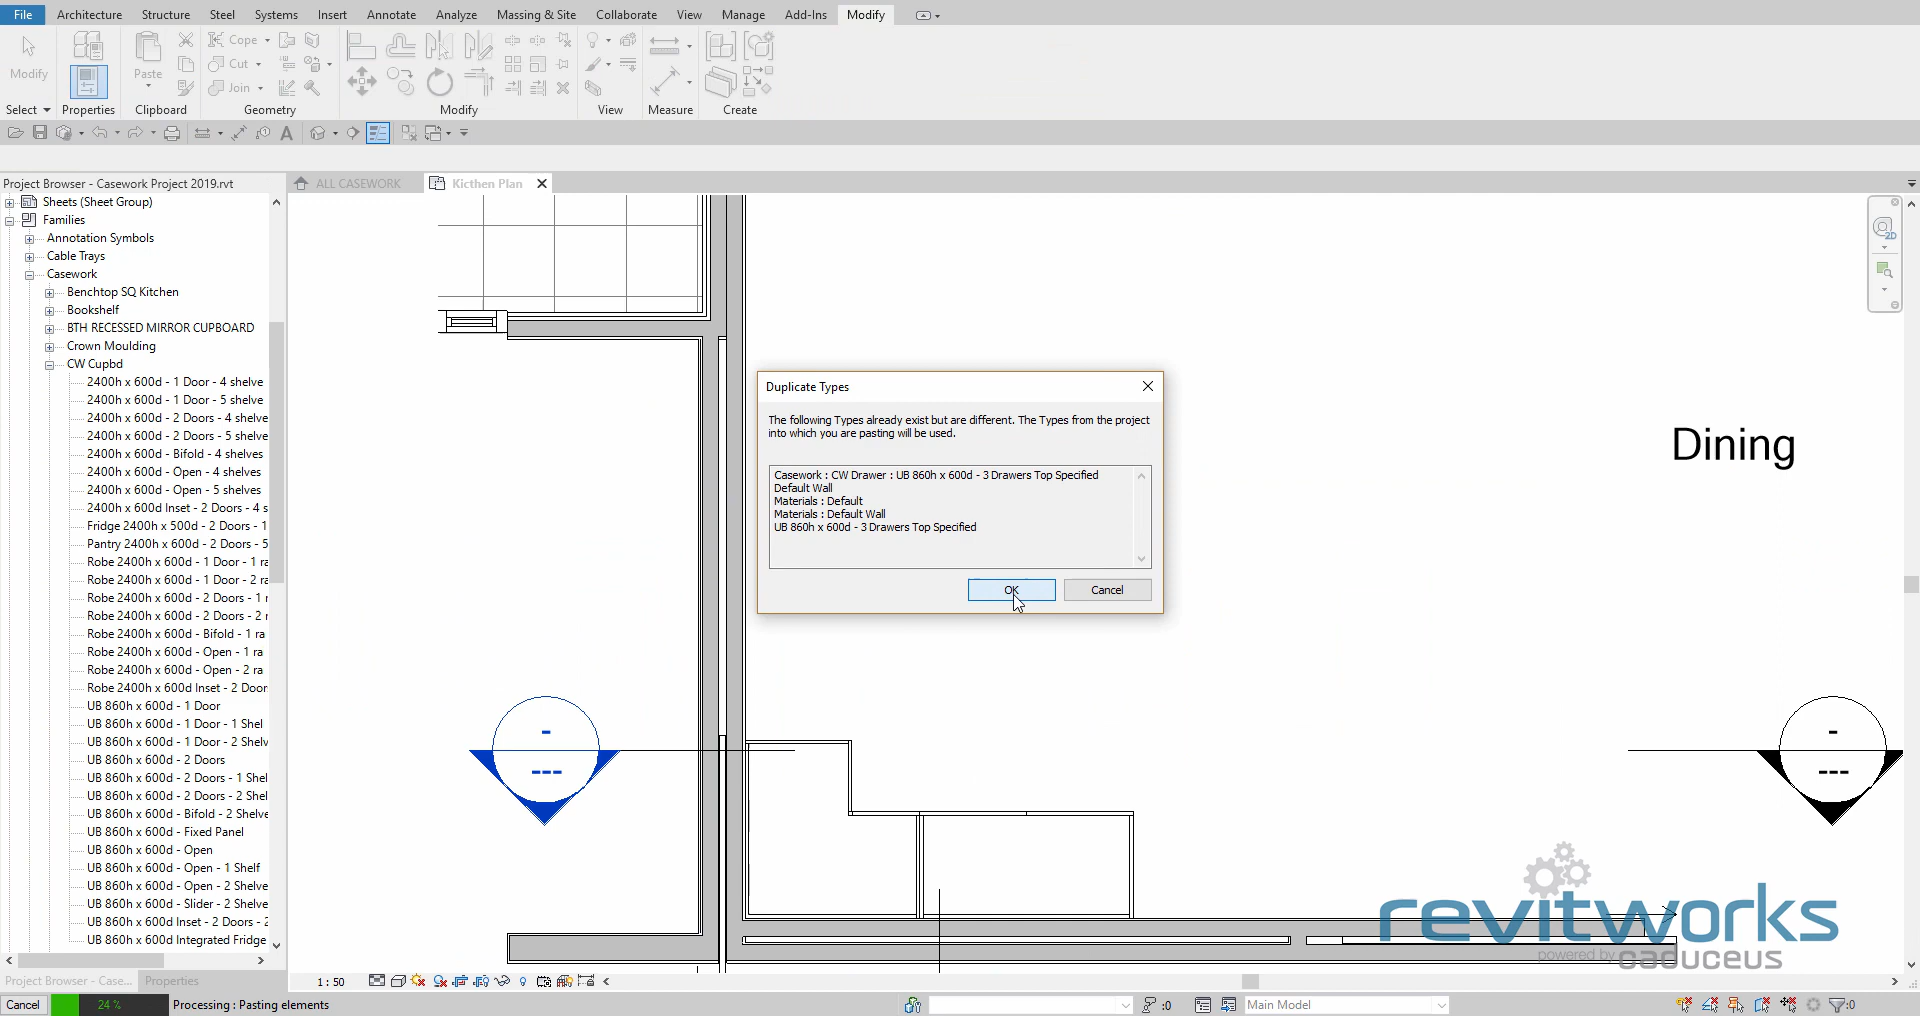 File Architecture Structure Steel Systems Insert Annotate Analyze Massing & Site Collaborate View Manage Add-Ins Modify
Cope
Modify Paste Cut
Join
Select Properties Clipboard Geometry Modify View Measure Create
Project Browser - Casework Project 2019.rvt
ALL CASEWORK
Kicthen Plan
Sheets (Sheet Group)
Families
Annotation Symbols
Cable Trays
Casework
Benchtop SQ Kitchen
Bookshelf
BTH RECESSED MIRROR CUPBOARD
Crown Moulding
CW Cupbd
2400h x 600d - 1 Door - 4 shelve
2400h x 600d - 1 Door - 5 shelve
2400h x 600d - 2 Doors - 4 shelve
2400h x 600d - 2 Doors - 5 shelve
2400h x 600d - Bifold - 4 shelves
2400h x 600d - Open - 4 shelves
2400h x 600d - Open - 5 shelves
2400h x 600d Inset - 2 Doors - 4 s
Fridge 2400h x 500d - 2 Doors - 1
Pantry 2400h x 600d - 2 Doors - 5
Robe 2400h x 600d - 1 Door - 1 ra
Robe 2400h x 600d - 1 Door - 2 ra
Robe 2400h x 600d - 2 Doors - 1 r
Robe 2400h x 600d - 2 Doors - 2 r
Robe 2400h x 600d - Bifold - 1 ra
Robe 2400h x 600d - Open - 1 ra
Robe 2400h x 600d - Open - 2 ra
Robe 2400h x 600d Inset - 2 Door
UB 860h x 600d - 1 Door
UB 860h x 600d - 1 Door - 1 Shel
UB 860h x 600d - 1 Door - 2 Shelv
UB 860h x 600d - 2 Doors
UB 860h x 600d - 2 Doors - 1 Shel
UB 860h x 600d - 2 Doors - 2 Shel
UB 860h x 600d - Bifold - 2 Shelve
UB 860h x 600d - Fixed Panel
UB 860h x 600d - Open
UB 860h x 600d - Open - 1 Shelf
UB 860h x 600d - Open - 2 Shelve
UB 860h x 600d - Slider - 2 Shelve
UB 860h x 600d Inset - 2 Doors - 2
UB 860h x 600d Integrated Fridge
Project Browser - Case... Properties
Duplicate Types
The following Types already exist but are different. The Types from the project
into which you are pasting will be used.
Casework : CW Drawer : UB 860h x 600d - 3 Drawers Top Specified
Default Wall
Materials : Default
Materials : Default Wall
UB 860h x 600d - 3 Drawers Top Specified
OK Cancel
Dining
2D
-
---
-
---
revitworks
powered by caduceus
1 : 50
Cancel 24 % Processing : Pasting elements
:0
Main Model
:0